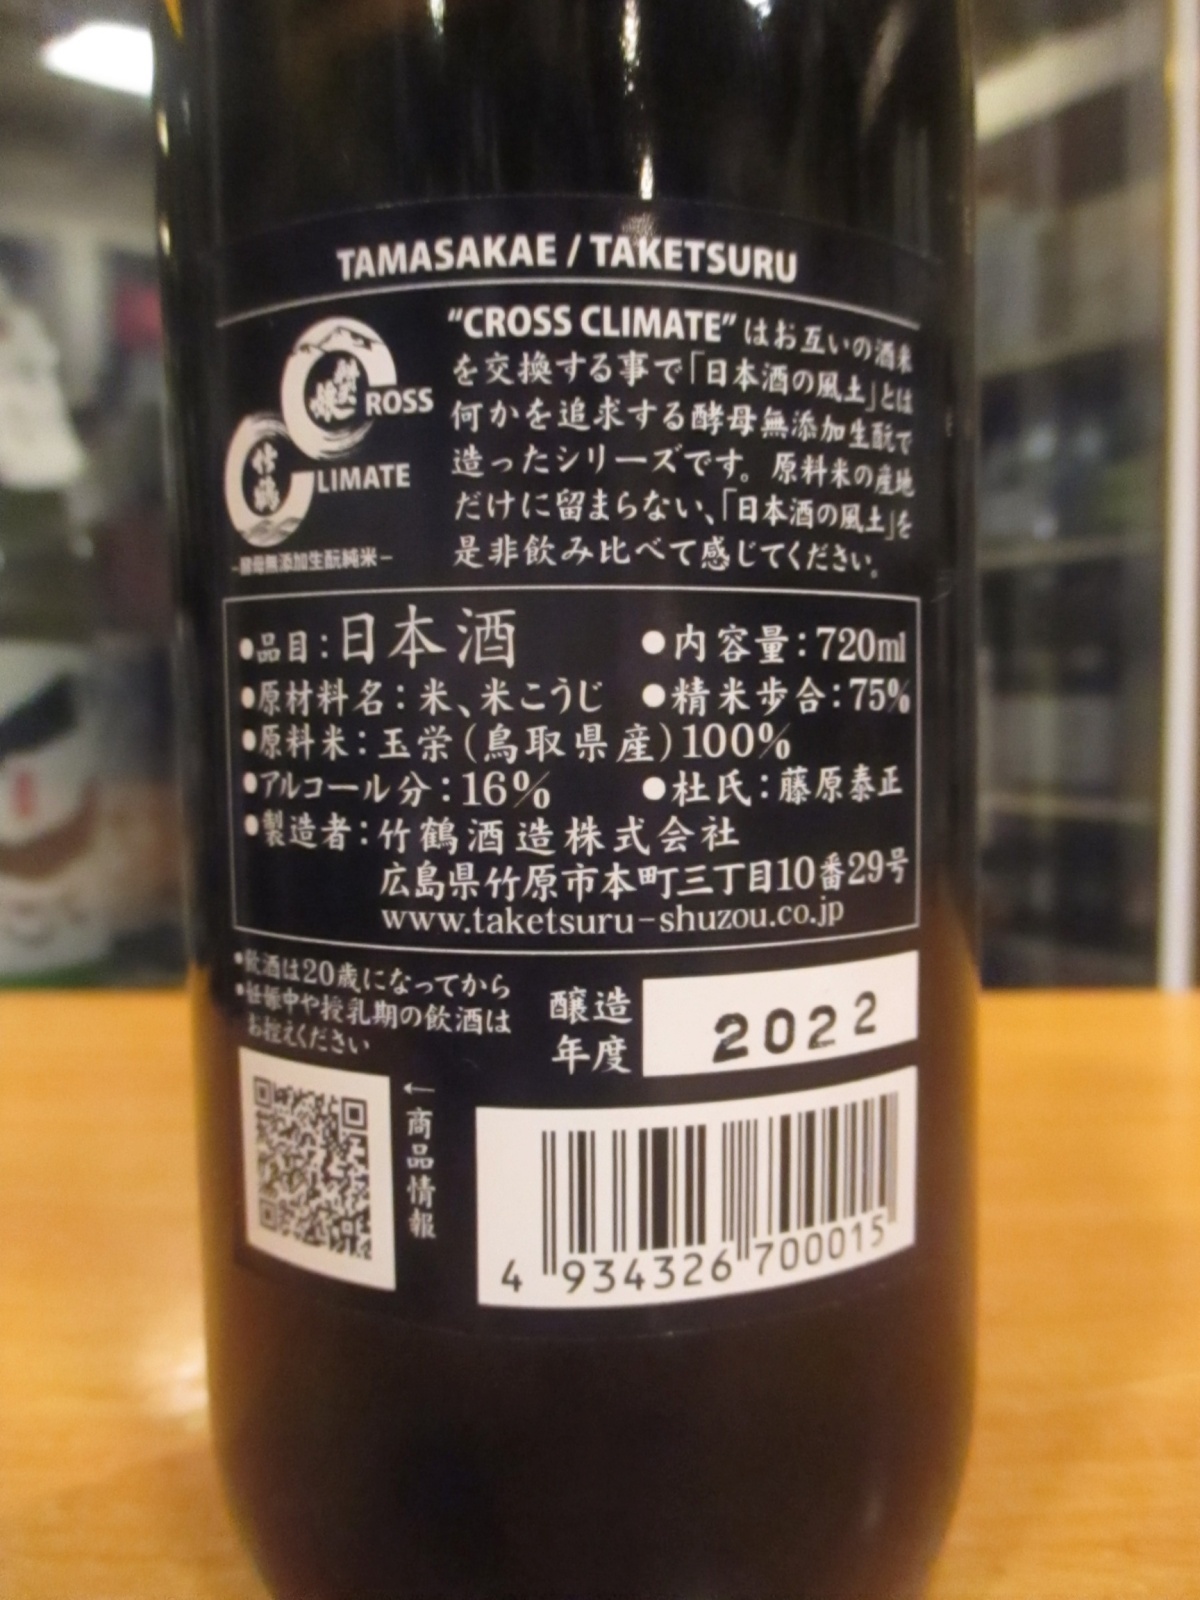 TAMASAKAE / TAKETSURU
"CROSS CLIMATE" はお互いの酒米
を交換する事で「日本酒の風土」とは
何かを追求する酵母無添加生酛で
造ったシリーズです。原料米の産地
だけに留まらない、「日本酒の風土」を
是非飲み比べて感じてください。
ROSS
竹鶴
LIMATE
−酵母無添加生酛純米−
●品目：日本酒 ●内容量：720ml
●原材料名：米、米こうじ ●精米歩合：75%
●原料米：玉栄(鳥取県産)100%
●アルコール分：16% ●杜氏：藤原泰正
●製造者：竹鶴酒造株式会社
広島県竹原市本町三丁目10番29号
www.taketsuru-shuzou.co.jp
●飲酒は20歳になってから
●妊娠中や授乳期の飲酒は
お控えください
醸造
年度
2022
←商品情報
4 934326 700015